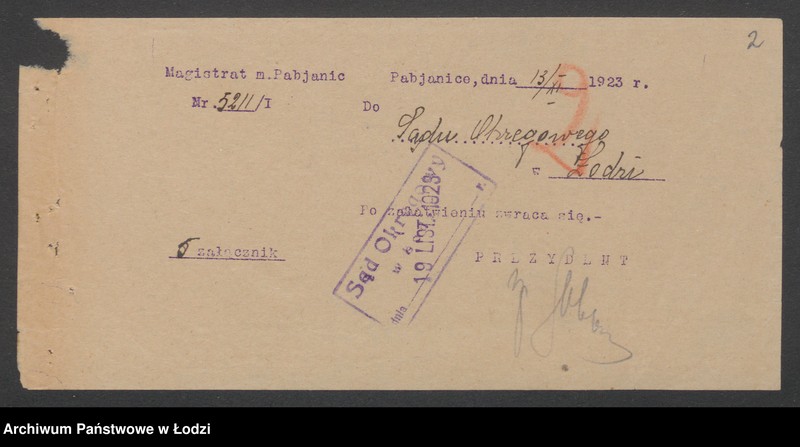 2
Magistrat m.Pabjanic Pabjanice,dnia 13/XI 1923 r.
Nr.5211/I Do
Sądu Okręgowego
w Łodzi
Sąd Okręgowy
w
19 LIST. 1923
dnia r.
Po załatwieniu zwraca się.-
5 załącznik
PREZYDENT
Archiwum Państwowe w Łodzi